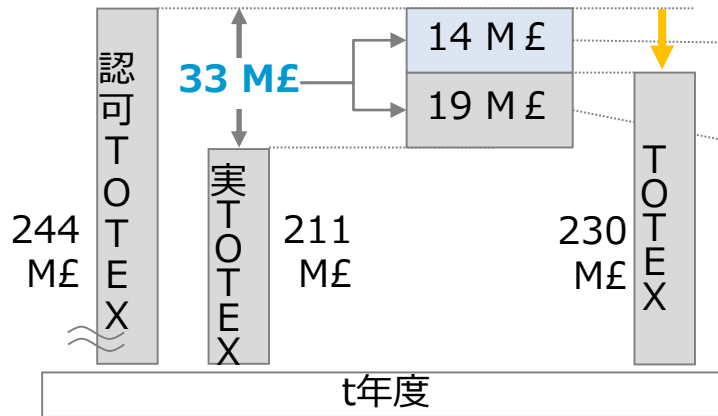 認可TOTEX
244
M£
33 M£
実TOTEX
211
M£
14 M£
19 M£
230
M£
TOTEX
t年度